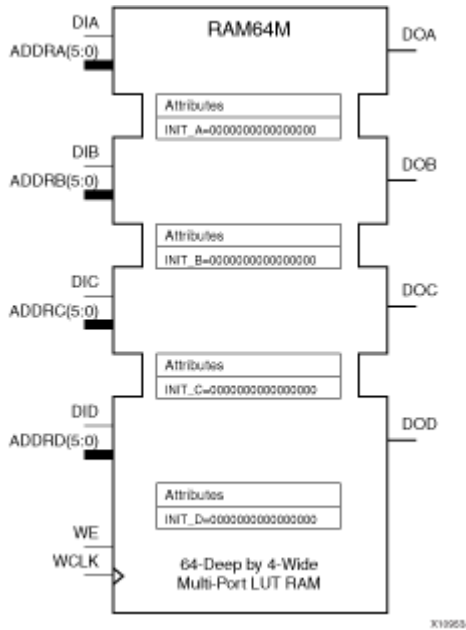 RAM64M
DIA
DOA
ADDRA(5:0)
Attributes
INIT_A=0000000000000000
DIB
DOB
ADDRB(5:0)
Attributes
INIT_B=0000000000000000
DIC
DOC
ADDRC(5:0)
Attributes
INIT_C=0000000000000000
DID
DOD
ADDRD(5:0)
Attributes
INIT_D=0000000000000000
WE
WCLK
64-Deep by 4-Wide
Multi-Port LUT RAM